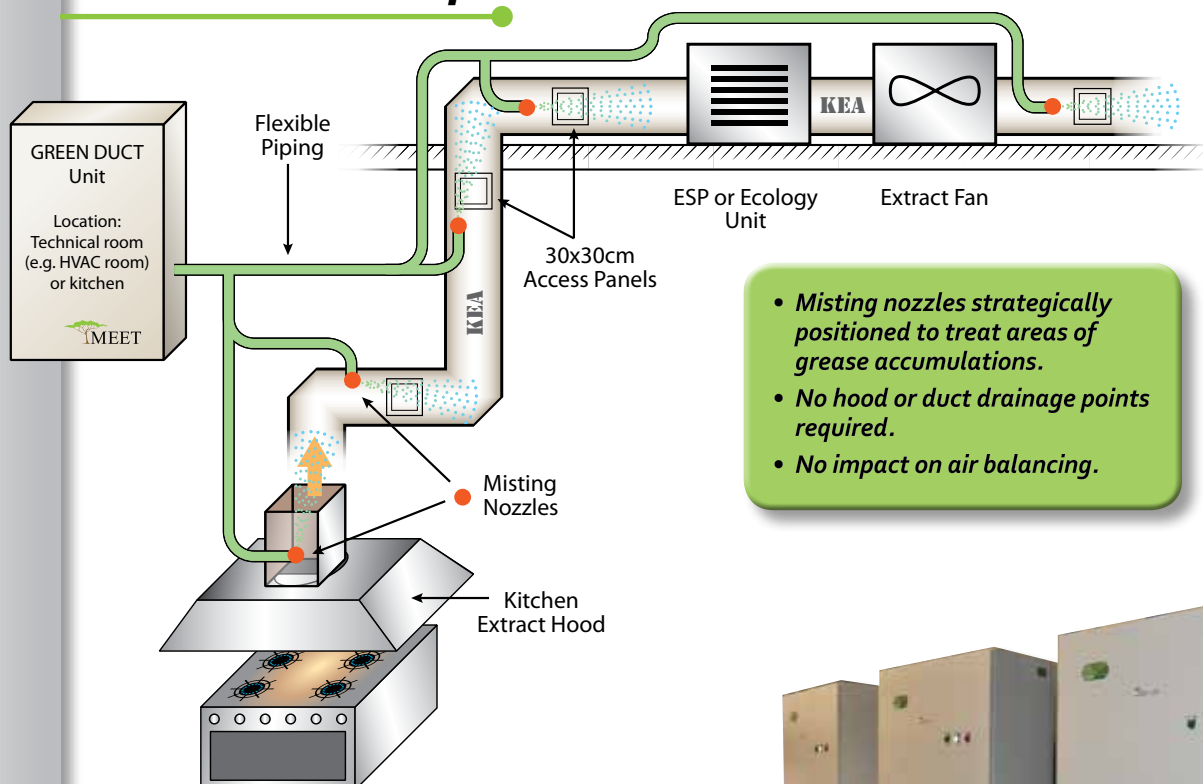 GREEN DUCT
Unit
Location:
Technical room
(e.g. HVAC room)
or kitchen
MEET
Flexible
Piping
KEA
ESP or Ecology
Unit
Extract Fan
30x30cm
Access Panels
KEA
• Misting nozzles strategically
positioned to treat areas of
grease accumulations.
• No hood or duct drainage points
required.
• No impact on air balancing.
Misting
Nozzles
Kitchen
Extract Hood